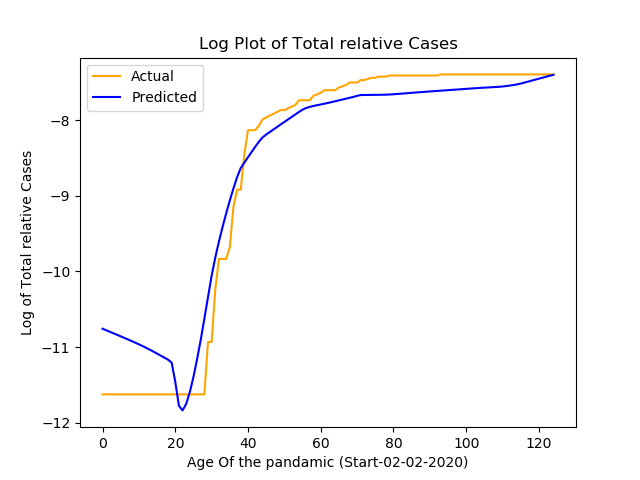 Log Plot of Total relative Cases
Actual
Predicted
Log of Total relative Cases
−8
−9
−10
−11
−12
0 20 40 60 80 100 120
Age Of the pandamic (Start-02-02-2020)